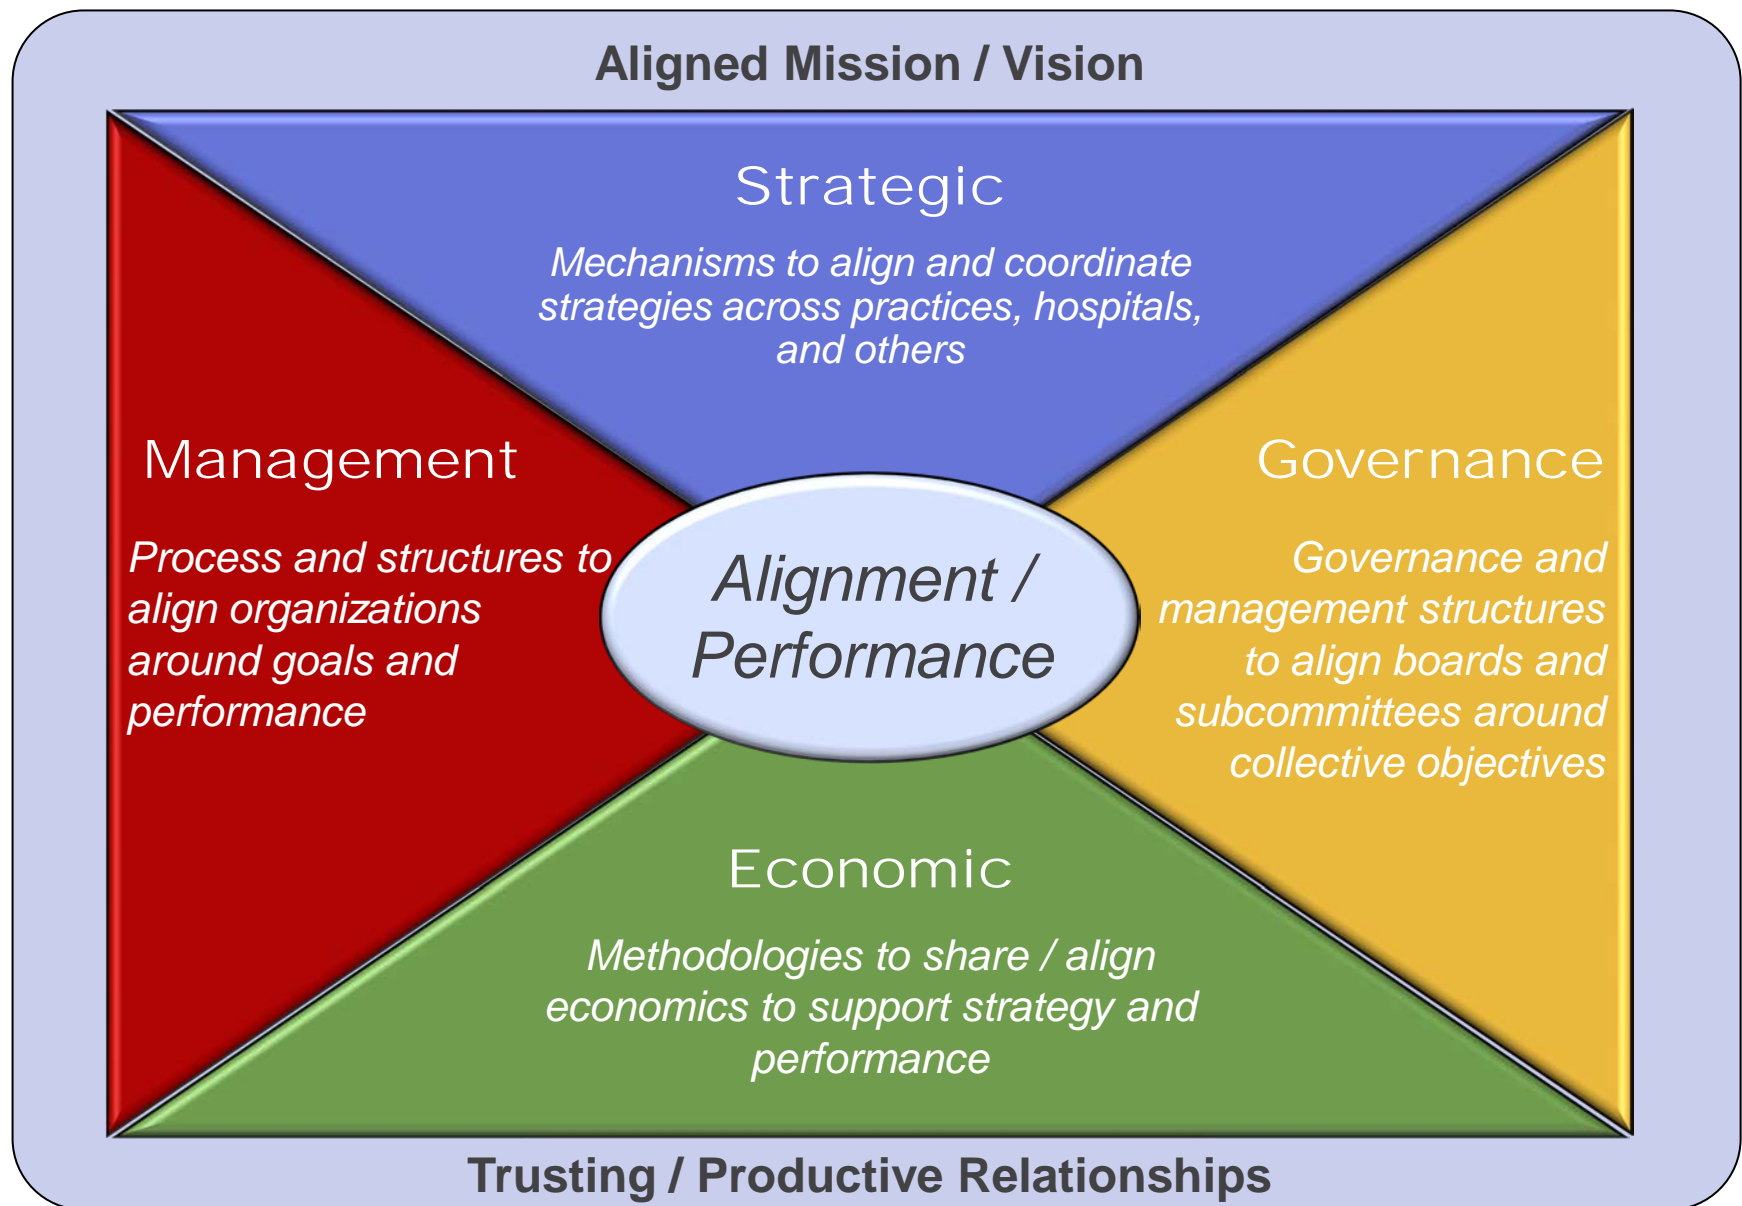 Aligned Mission / Vision
Strategic
Mechanisms to align and coordinate
strategies across practices, hospitals,
and others
Management
Process and structures to
align organizations
around goals and
performance
Alignment /
Performance
Governance
Governance and
management structures
to align boards and
subcommittees around
collective objectives
Economic
Methodologies to share / align
economics to support strategy and
performance
Trusting / Productive Relationships